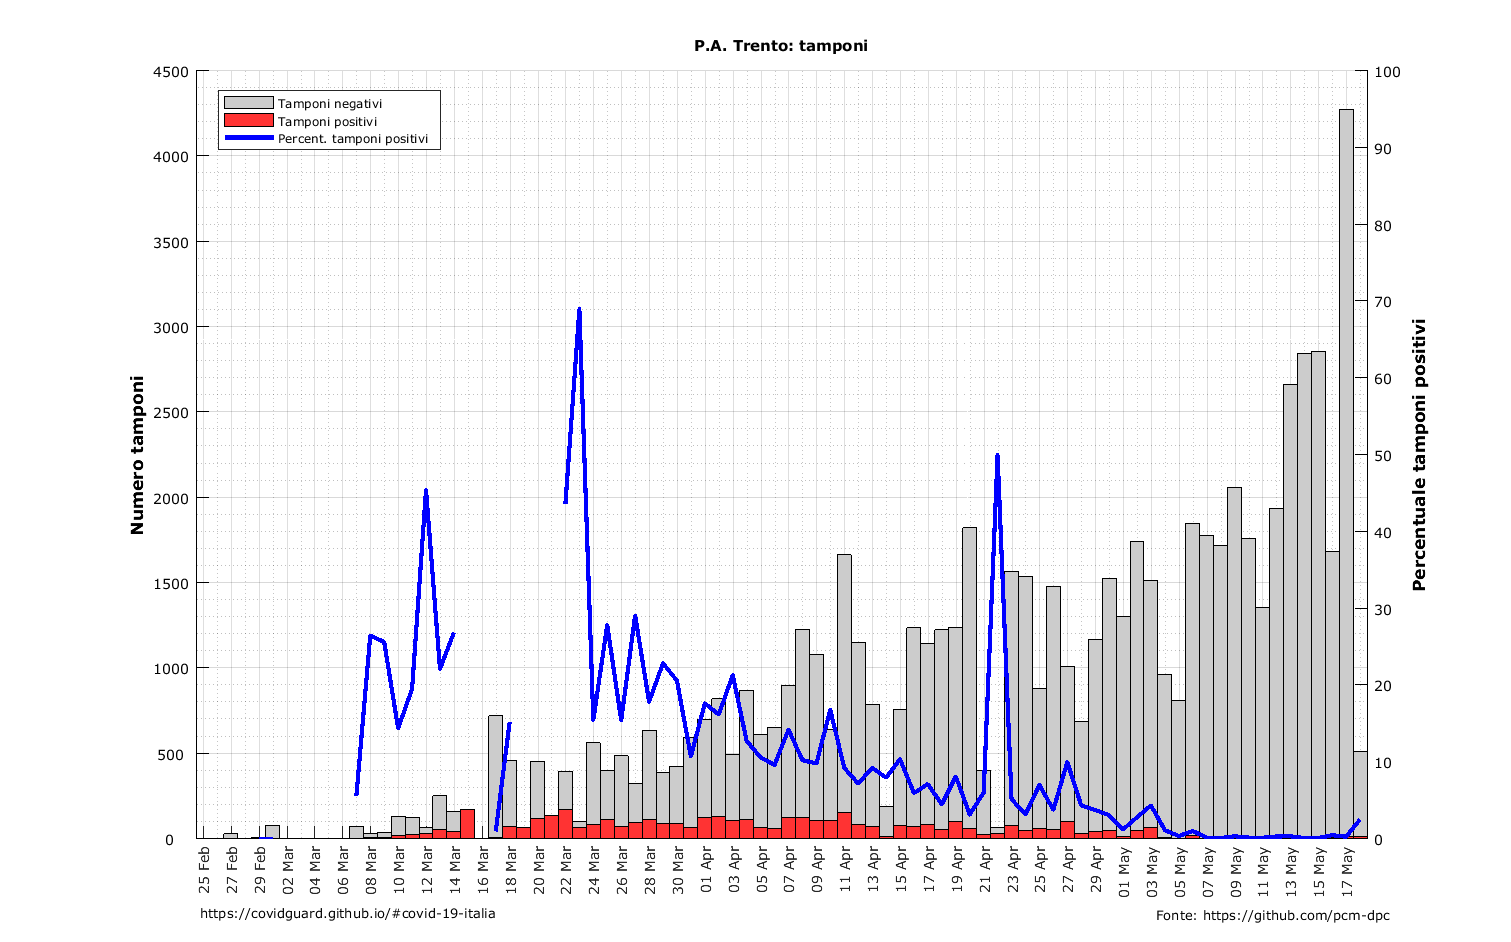 P.A. Trento: tamponi
Tamponi negativi
Tamponi positivi
Percent. tamponi positivi
Numero tamponi
4500
4000
3500
3000
2500
2000
1500
1000
500
0
100
90
80
70
60
50
40
30
20
10
0
Percentuale tamponi positivi
25 Feb
27 Feb
29 Feb
02 Mar
04 Mar
06 Mar
08 Mar
10 Mar
12 Mar
14 Mar
16 Mar
18 Mar
20 Mar
22 Mar
24 Mar
26 Mar
28 Mar
30 Mar
01 Apr
03 Apr
05 Apr
07 Apr
09 Apr
11 Apr
13 Apr
15 Apr
17 Apr
19 Apr
21 Apr
23 Apr
25 Apr
27 Apr
29 Apr
01 May
03 May
05 May
07 May
09 May
11 May
13 May
15 May
17 May
https://covidguard.github.io/#covid-19-italia
Fonte: https://github.com/pcm-dpc